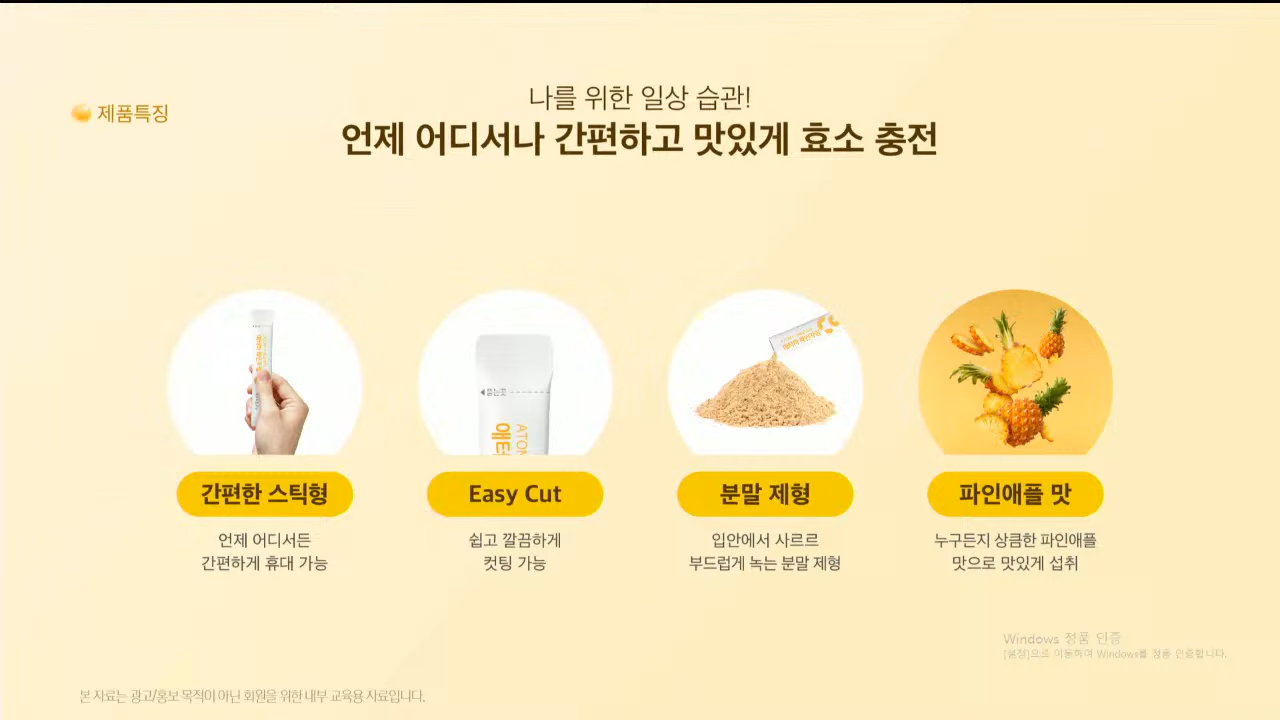 제품특징
나를 위한 일상 습관!
언제 어디서나 간편하고 맛있게 효소 충전
뜯는곳
ATOM
애터
간편한 스틱형
Easy Cut
분말 제형
파인애플 맛
언제 어디서든
간편하게 휴대 가능
쉽고 깔끔하게
컷팅 가능
입안에서 사르르
부드럽게 녹는 분말 제형
누구든지 상큼한 파인애플
맛으로 맛있게 섭취
Windows 정품 인증
[설정]으로 이동하여 Windows를 정품 인증합니다.
본 자료는 광고/홍보 목적이 아닌 회원을 위한 내부 교육용 자료입니다.